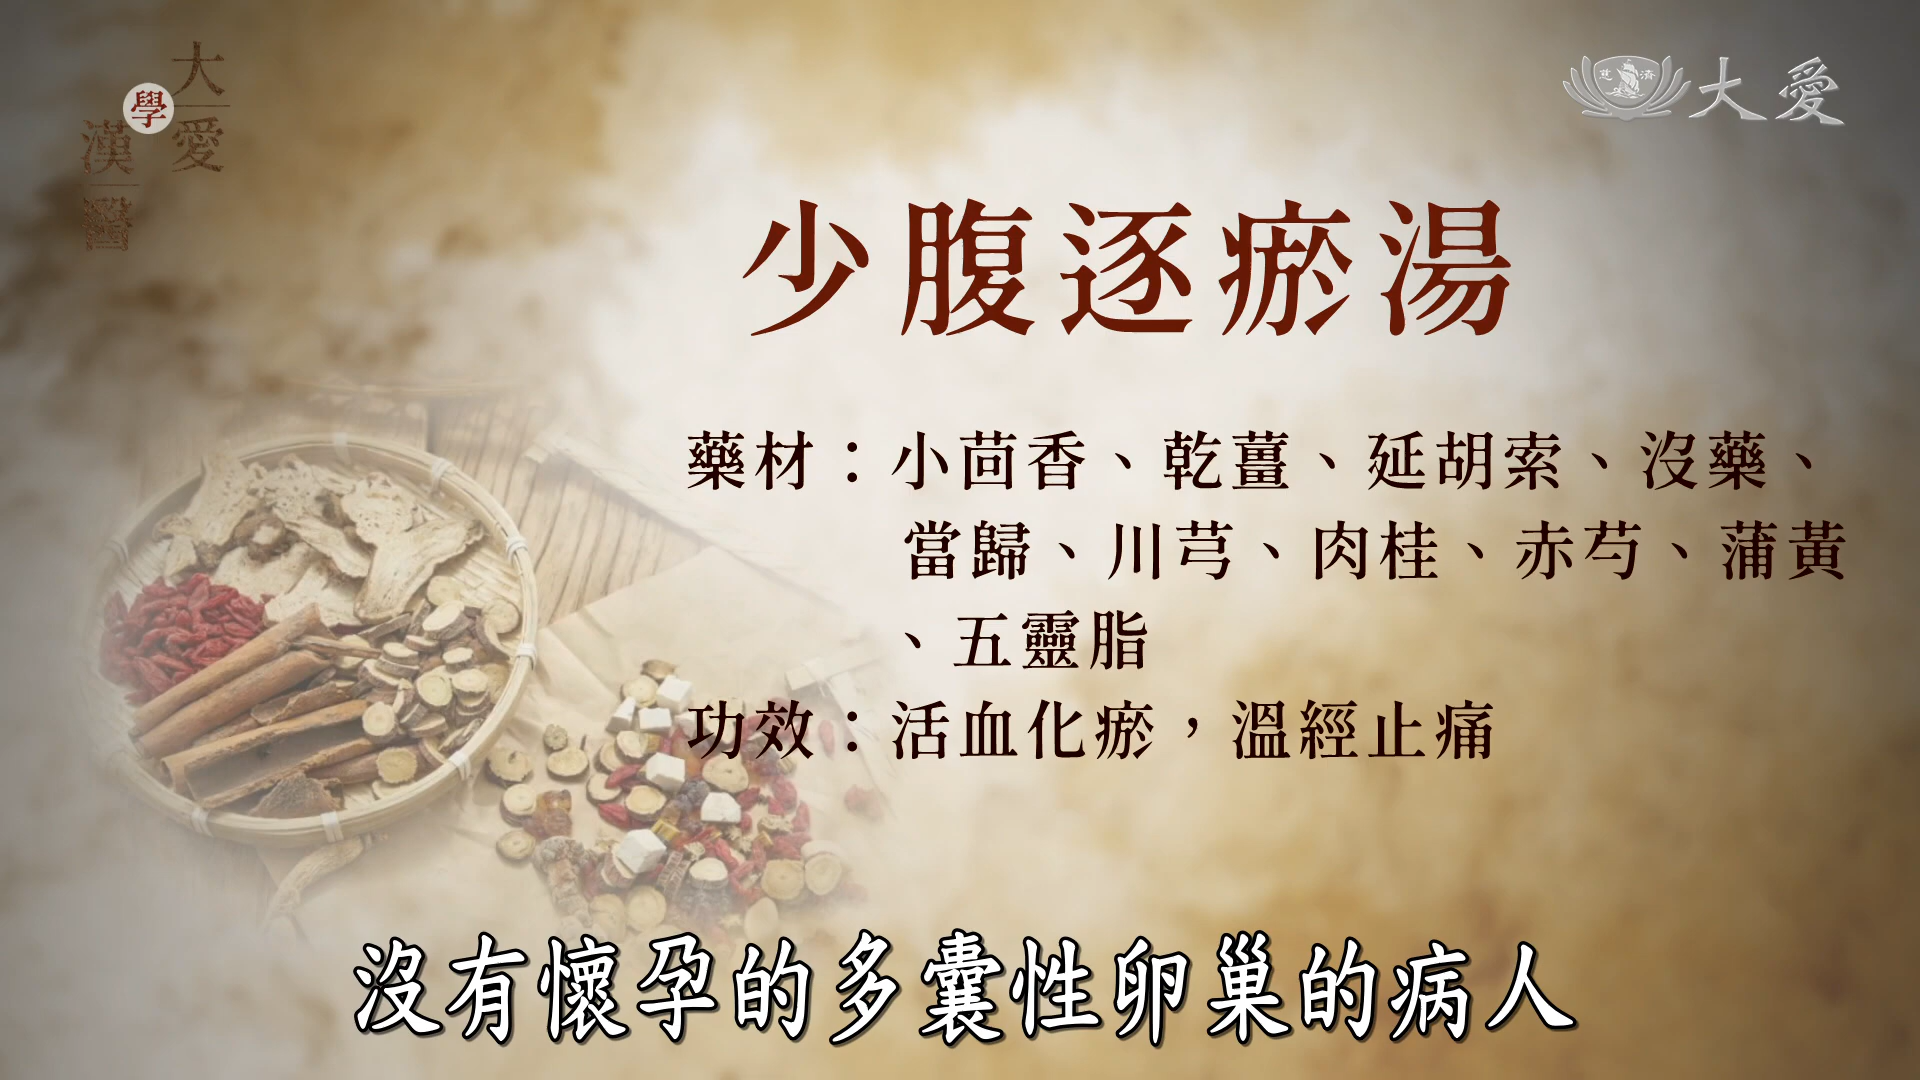 大愛
學
漢醫
慈濟
大愛
少腹逐瘀湯
藥材：小茴香、乾薑、延胡索、沒藥、
當歸、川芎、肉桂、赤芍、蒲黃
、五靈脂
功效：活血化瘀，溫經止痛
沒有懷孕的多囊性卵巢的病人